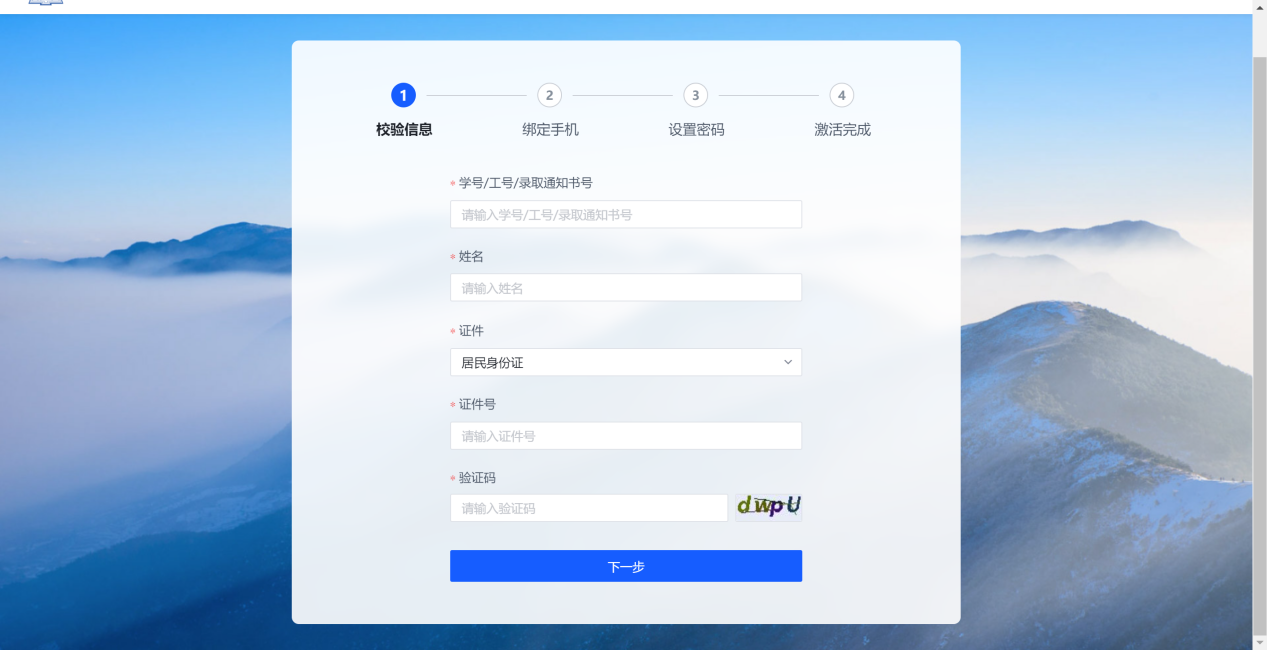 1
2
3
4
校验信息
绑定手机
设置密码
激活完成
* 学号/工号/录取通知书号
请输入学号/工号/录取通知书号
* 姓名
请输入姓名
* 证件
居民身份证
* 证件号
请输入证件号
* 验证码
请输入验证码
dwpU
下一步